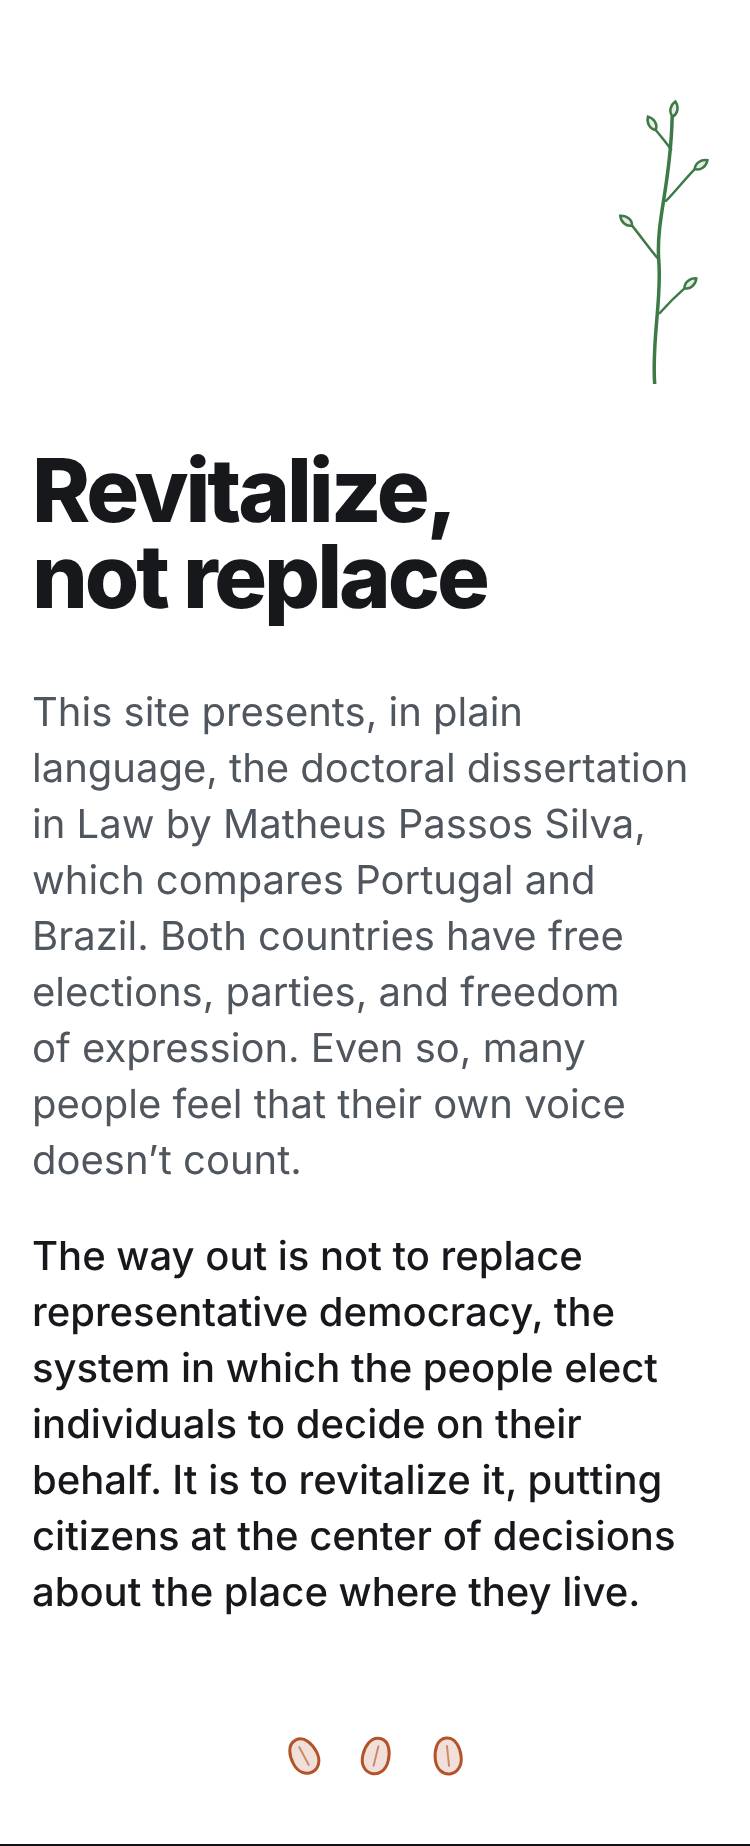 Revitalize,
not replace
This site presents, in plain
language, the doctoral dissertation
in Law by Matheus Passos Silva,
which compares Portugal and
Brazil. Both countries have free
elections, parties, and freedom
of expression. Even so, many
people feel that their own voice
doesn’t count.
The way out is not to replace
representative democracy, the
system in which the people elect
individuals to decide on their
behalf. It is to revitalize it, putting
citizens at the center of decisions
about the place where they live.